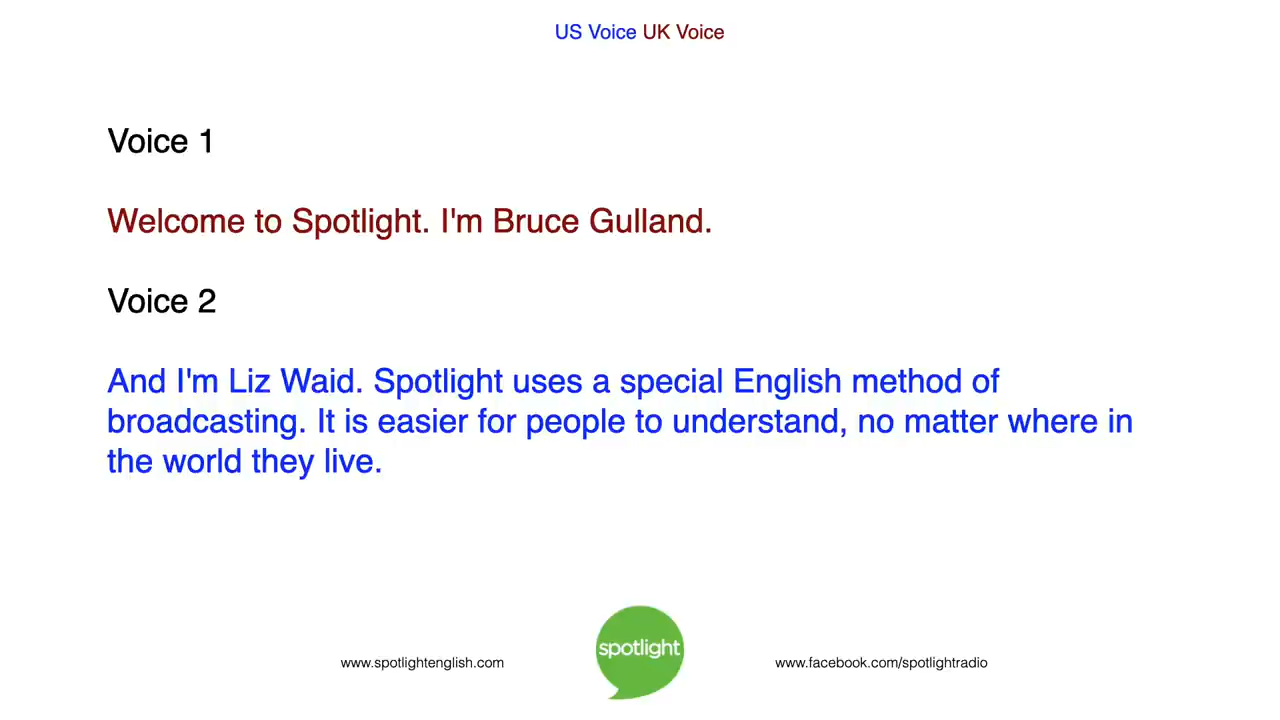 US Voice UK Voice
Voice 1
Welcome to Spotlight. I'm Bruce Gulland.
Voice 2
And I'm Liz Waid. Spotlight uses a special English method of
broadcasting. It is easier for people to understand, no matter where in
the world they live.
www.spotlightenglish.com
spotlight
www.facebook.com/spotlightradio